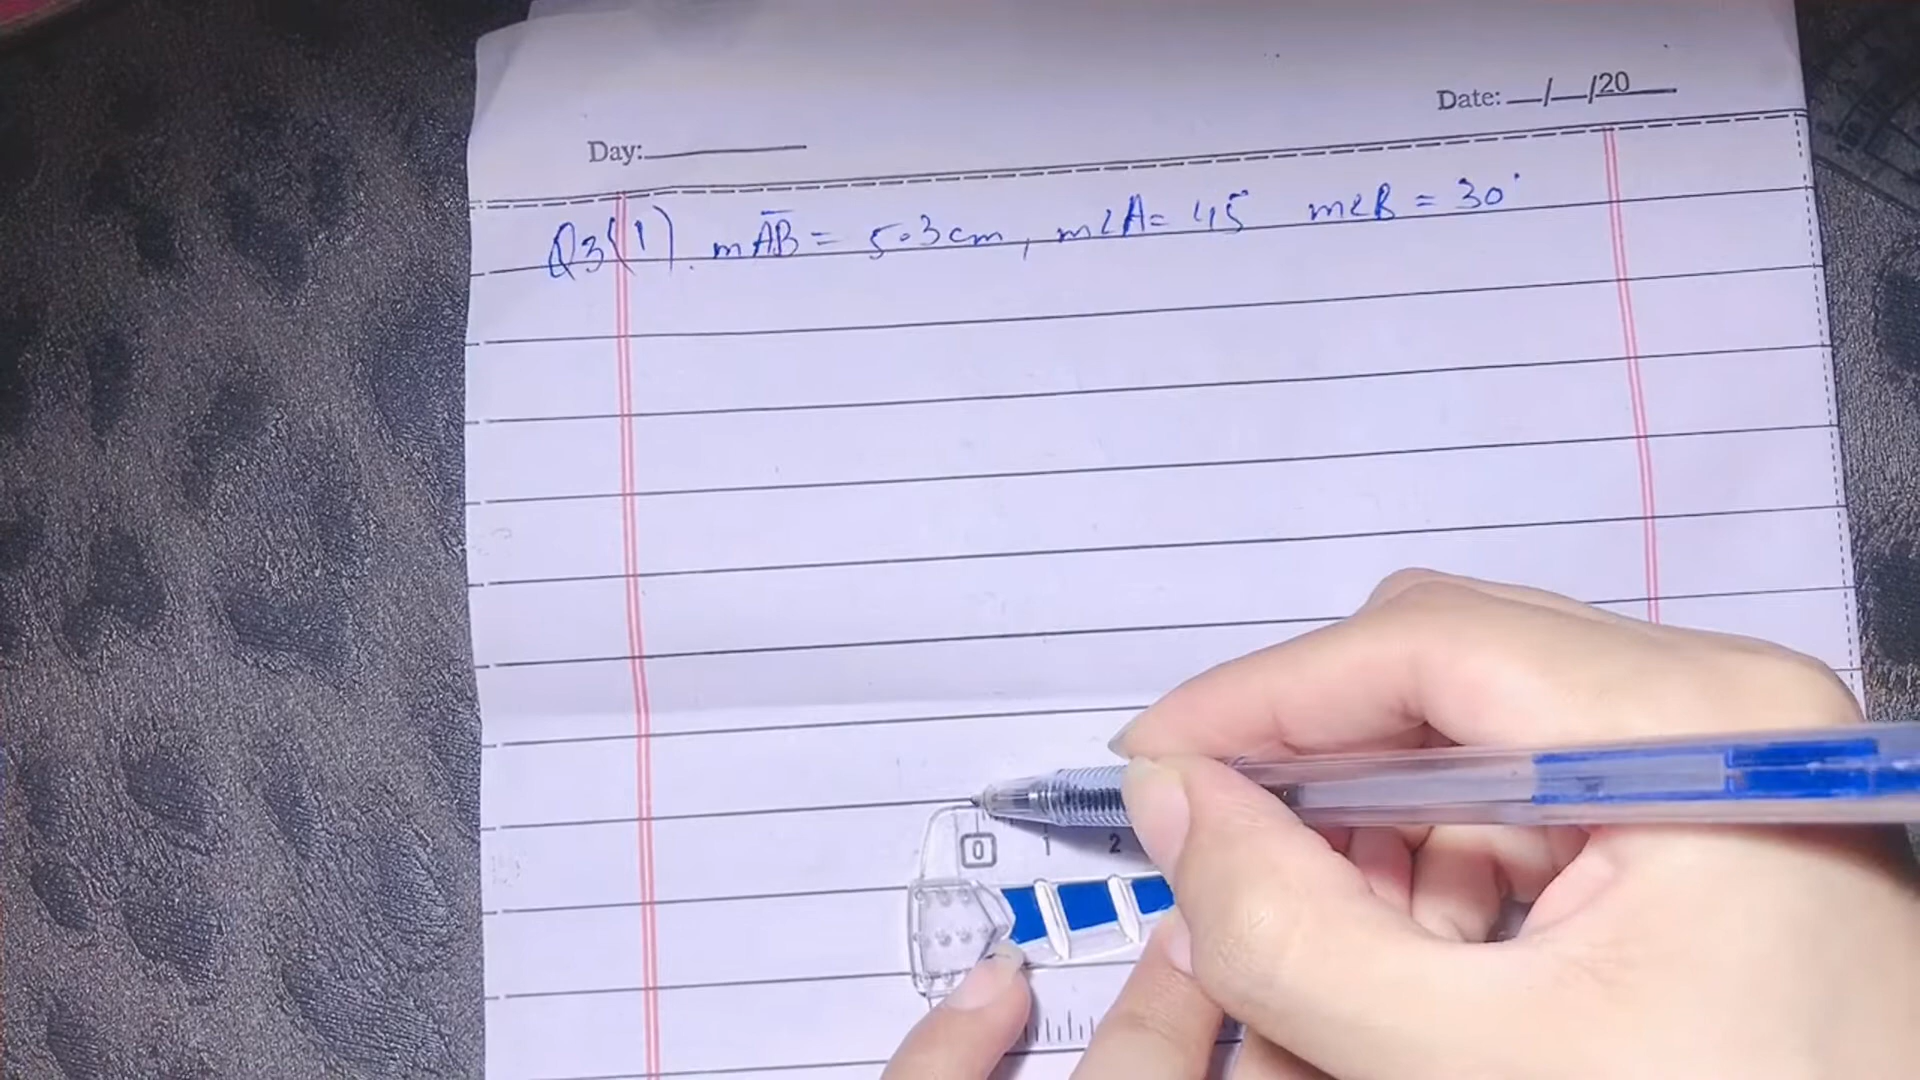 Date: __/__/20__
Day:
Q3(1). mAB̅ = 5.3cm, m∠A= 45 m∠B = 30°
0 1 2